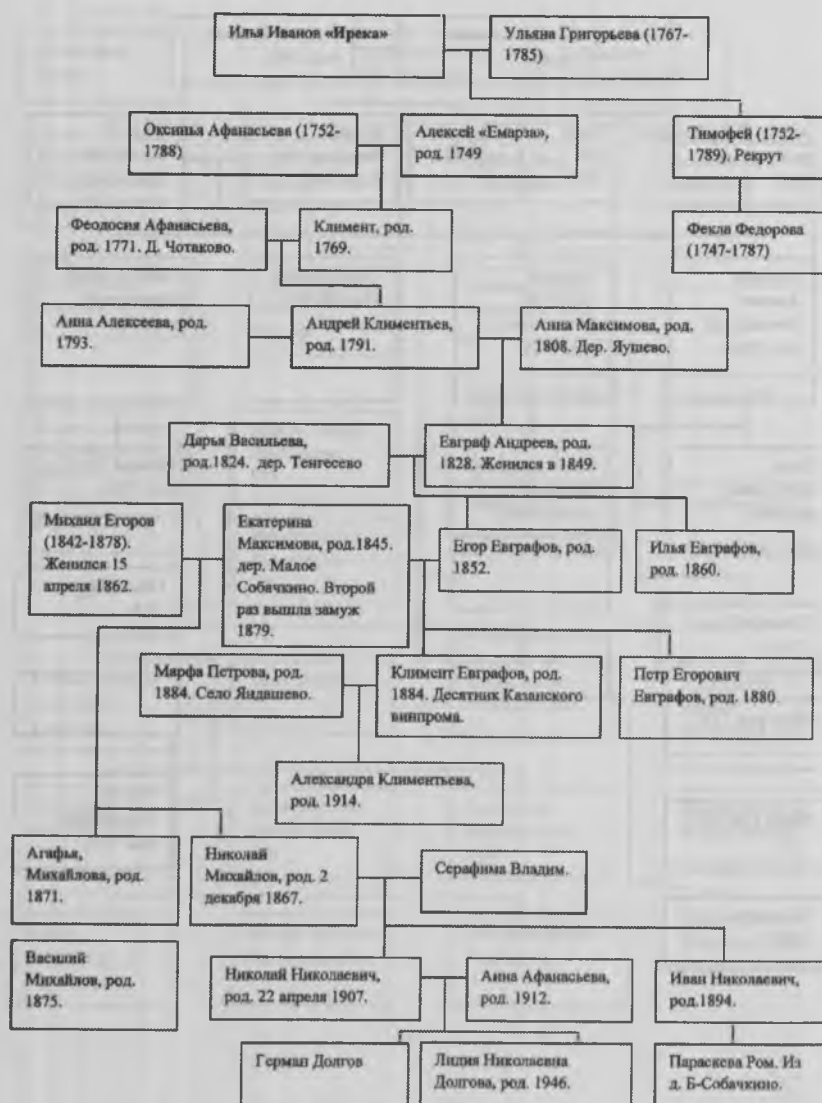 Илья Иванов «Ирека»
Ульяна Григорьева (1767-
1785)
Оксинья Афанасьева (1752-
1788)
Алексей «Емарза»,
род. 1749
Тимофей (1752-
1789). Рекрут
Феодосия Афанасьева,
род. 1771. Д. Чотаково.
Климент, род.
1769.
Фекла Федорова
(1747-1787)
Анна Алексеева, род.
1793.
Андрей Климентьев,
род. 1791.
Анна Максимова, род.
1808. Дер. Яушево.
Дарья Васильева,
род.1824. дер. Тенгесево
Евграф Андреев, род.
1828. Женился в 1849.
Михаил Егоров
(1842-1878).
Женился 15
апреля 1862.
Екатерина
Максимова, род.1845.
дер. Малое
Собачкино. Второй
раз вышла замуж
1879.
Егор Евграфов, род.
1852.
Илья Евграфов,
род. 1860.
Марфа Петрова, род.
1884. Село Яндашево.
Климент Евграфов, род.
1884. Десятник Казанского
винпрома.
Петр Егорович
Евграфов, род. 1880.
Александра Климентьева,
род. 1914.
Агафья,
Михайлова, род.
1871.
Николай
Михайлов, род. 2
декабря 1867.
Серафима Владим.
Василий
Михайлов, род.
1875.
Николай Николаевич,
род. 22 апреля 1907.
Анна Афанасьева,
род. 1912.
Иван Николаевич,
род.1894.
Герман Долгов
Лидия Николаевна
Долгова, род. 1946.
Параскева Ром. Из
д. Б-Собачкино.